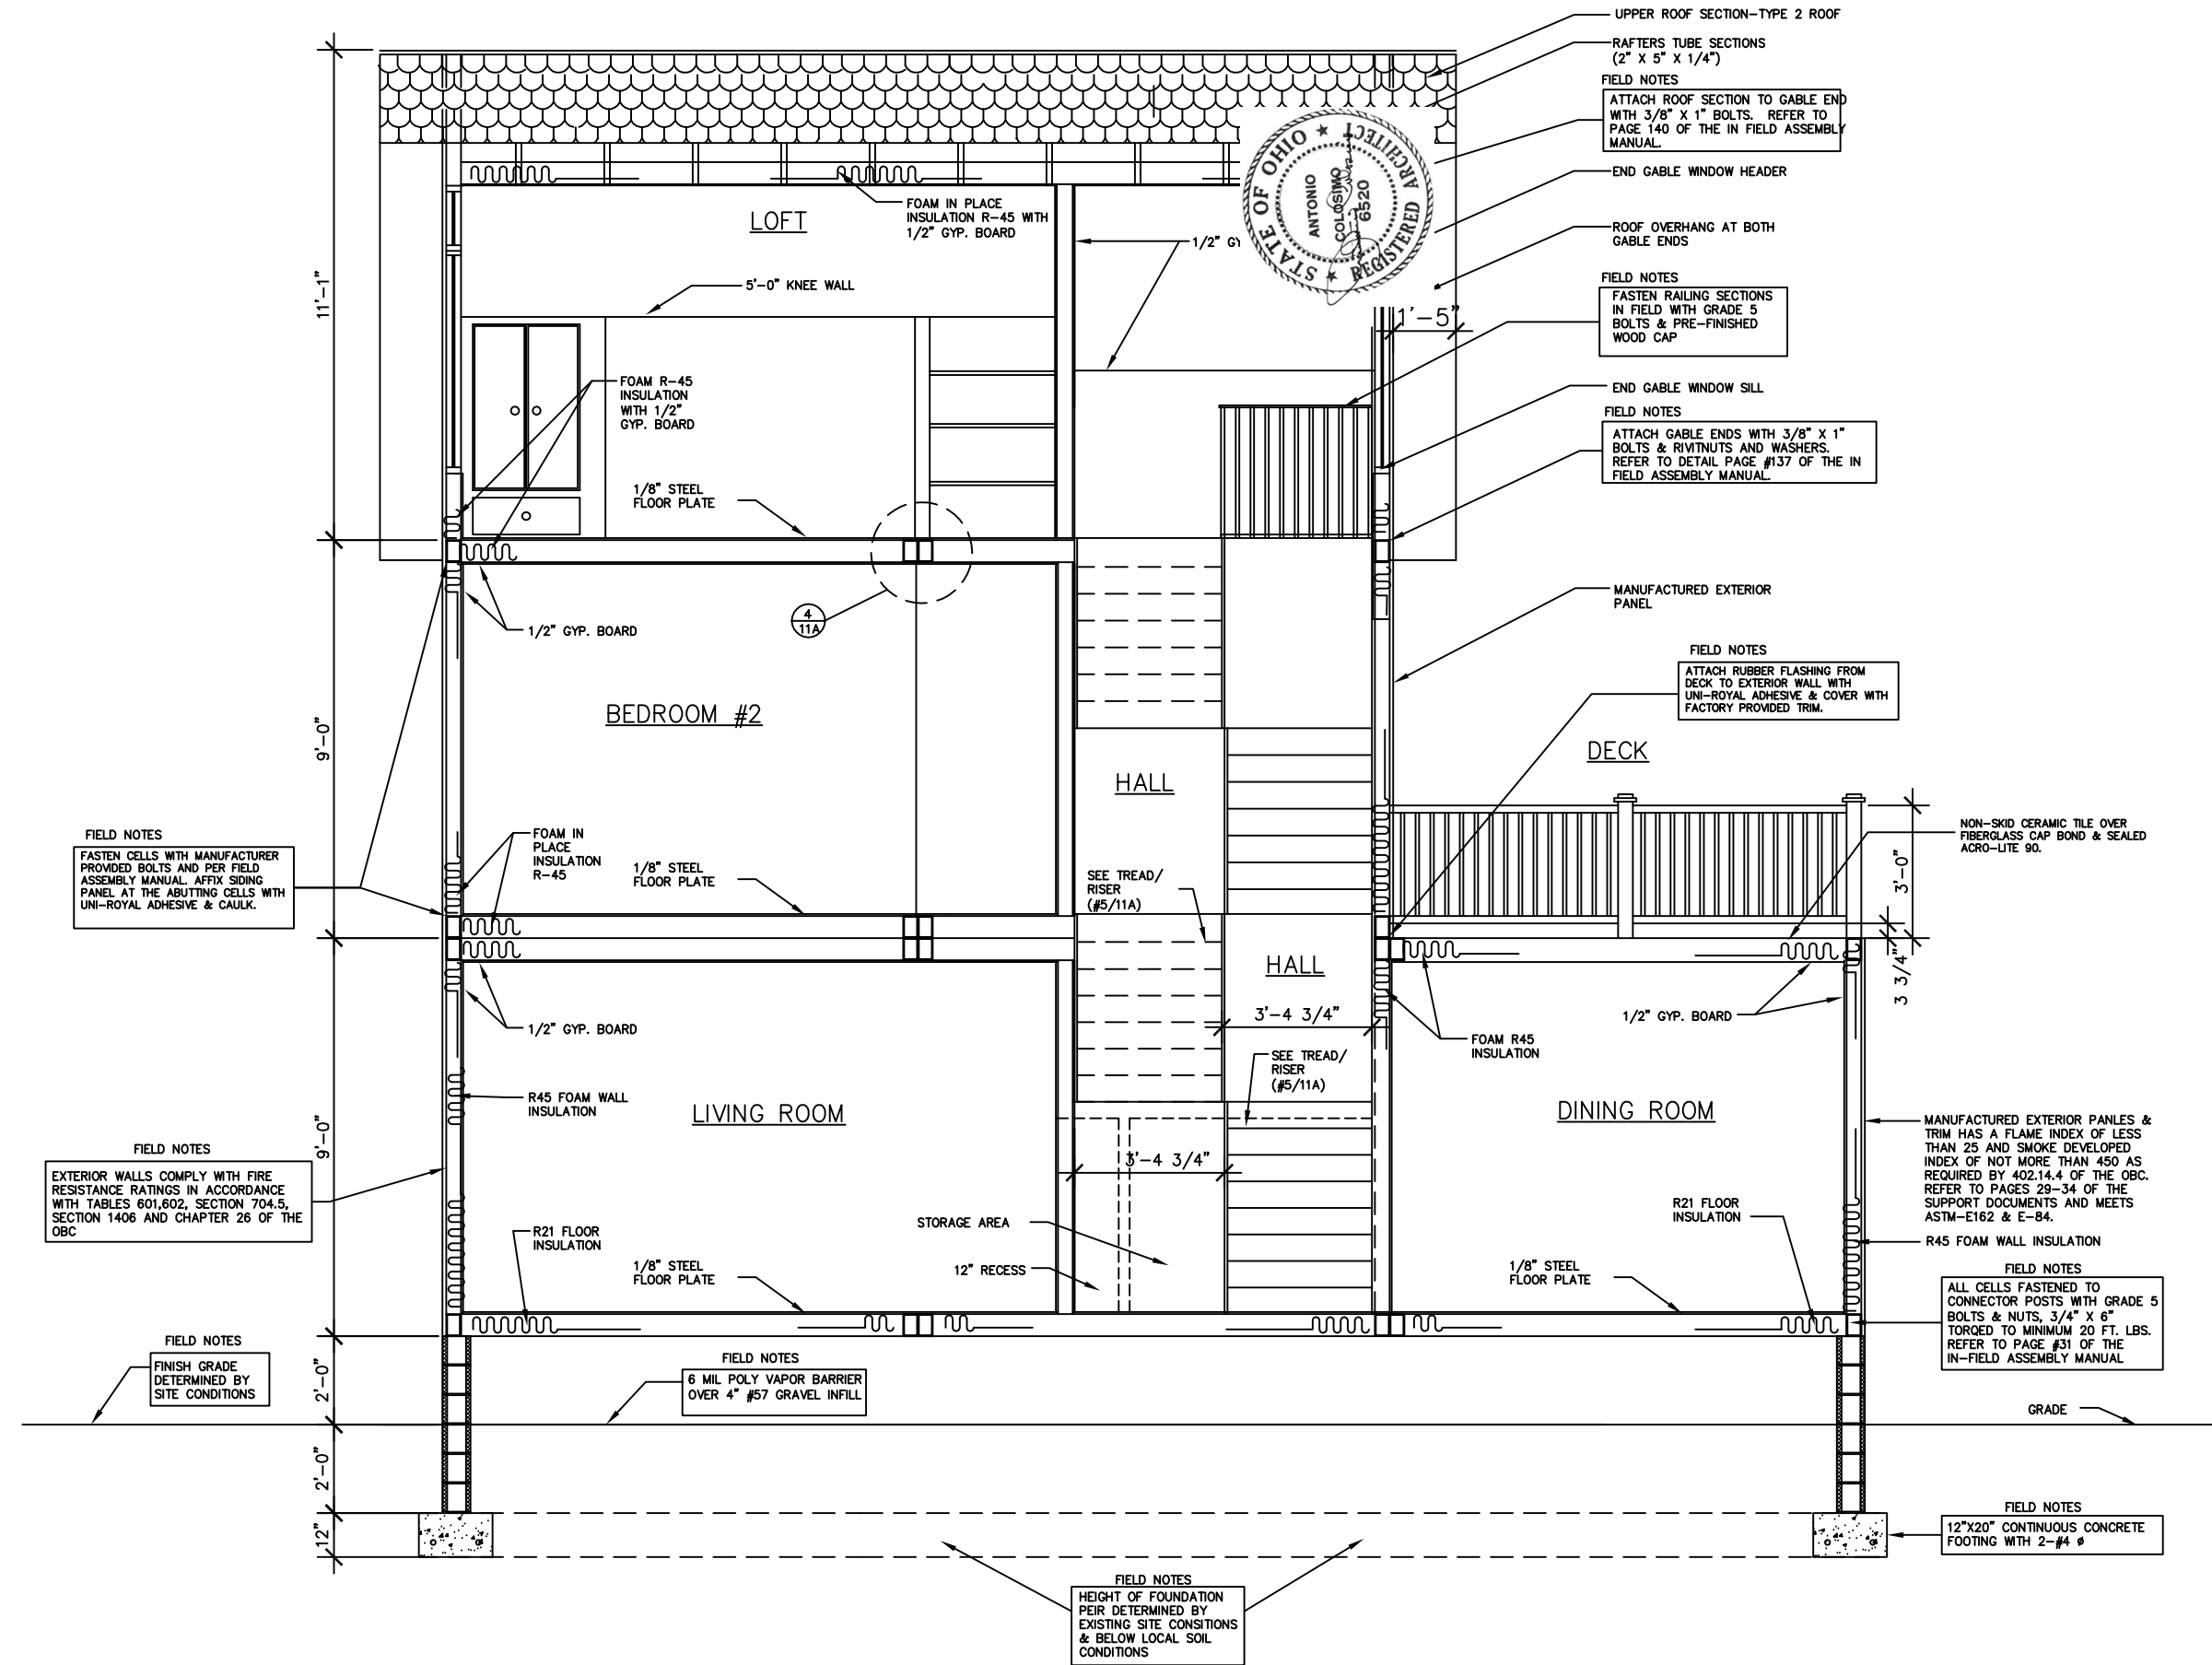 UPPER ROOF SECTION-TYPE 2 ROOF
RAFTERS TUBE SECTIONS
(2" X 5" X 1/4")
FIELD NOTES
ATTACH ROOF SECTION TO GABLE END
WITH 3/8" X 1" BOLTS. REFER TO
PAGE 140 OF THE IN FIELD ASSEMBLY
MANUAL.
END GABLE WINDOW HEADER
ROOF OVERHANG AT BOTH
GABLE ENDS
FIELD NOTES
FASTEN RAILING SECTIONS
IN FIELD WITH GRADE 5
BOLTS & PRE-FINISHED
WOOD CAP
END GABLE WINDOW SILL
FIELD NOTES
ATTACH GABLE ENDS WITH 3/8" X 1"
BOLTS & RIVITNUTS AND WASHERS.
REFER TO DETAIL PAGE #137 OF THE IN
FIELD ASSEMBLY MANUAL.
STATE OF OHIO
REGISTERED ARCHITECT
ANTONIO
COLOSIMO
6520
1'-5"
LOFT
FOAM IN PLACE
INSULATION R-45 WITH
1/2" GYP. BOARD
1/2" GY
5'-0" KNEE WALL
11'-1"
FOAM R-45
INSULATION
WITH 1/2"
GYP. BOARD
1/8" STEEL
FLOOR PLATE
4
11A
1/2" GYP. BOARD
MANUFACTURED EXTERIOR
PANEL
FIELD NOTES
ATTACH RUBBER FLASHING FROM
DECK TO EXTERIOR WALL WITH
UNI-ROYAL ADHESIVE & COVER WITH
FACTORY PROVIDED TRIM.
9'-0"
BEDROOM #2
HALL
DECK
FIELD NOTES
FASTEN CELLS WITH MANUFACTURER
PROVIDED BOLTS AND PER FIELD
ASSEMBLY MANUAL. AFFIX SIDING
PANEL AT THE ABUTTING CELLS WITH
UNI-ROYAL ADHESIVE & CAULK.
FOAM IN
PLACE
INSULATION
R-45
1/8" STEEL
FLOOR PLATE
SEE TREAD/
RISER
(#5/11A)
NON-SKID CERAMIC TILE OVER
FIBERGLASS CAP BOND & SEALED
ACRO-LITE 90.
3'-0"
3 3/4"
HALL
3'-4 3/4"
1/2" GYP. BOARD
FOAM R45
INSULATION
1/2" GYP. BOARD
SEE TREAD/
RISER
(#5/11A)
R45 FOAM WALL
INSULATION
LIVING ROOM
DINING ROOM
9'-0"
3'-4 3/4"
FIELD NOTES
EXTERIOR WALLS COMPLY WITH FIRE
RESISTANCE RATINGS IN ACCORDANCE
WITH TABLES 601,602, SECTION 704.5,
SECTION 1406 AND CHAPTER 26 OF THE
OBC
MANUFACTURED EXTERIOR PANLES &
TRIM HAS A FLAME INDEX OF LESS
THAN 25 AND SMOKE DEVELOPED
INDEX OF NOT MORE THAN 450 AS
REQUIRED BY 402.14.4 OF THE OBC.
REFER TO PAGES 29-34 OF THE
SUPPORT DOCUMENTS AND MEETS
ASTM-E162 & E-84.
R21 FLOOR
INSULATION
STORAGE AREA
R21 FLOOR
INSULATION
R45 FOAM WALL INSULATION
1/8" STEEL
FLOOR PLATE
12" RECESS
1/8" STEEL
FLOOR PLATE
FIELD NOTES
ALL CELLS FASTENED TO
CONNECTOR POSTS WITH GRADE 5
BOLTS & NUTS, 3/4" X 6"
TORQED TO MINIMUM 20 FT. LBS.
REFER TO PAGE #31 OF THE
IN-FIELD ASSEMBLY MANUAL
FIELD NOTES
FINISH GRADE
DETERMINED BY
SITE CONDITIONS
2'-0"
FIELD NOTES
6 MIL POLY VAPOR BARRIER
OVER 4" #57 GRAVEL INFILL
GRADE
2'-0"
12"
FIELD NOTES
12"X20" CONTINUOUS CONCRETE
FOOTING WITH 2-#4 ø
FIELD NOTES
HEIGHT OF FOUNDATION
PEIR DETERMINED BY
EXISTING SITE CONSITIONS
& BELOW LOCAL SOIL
CONDITIONS